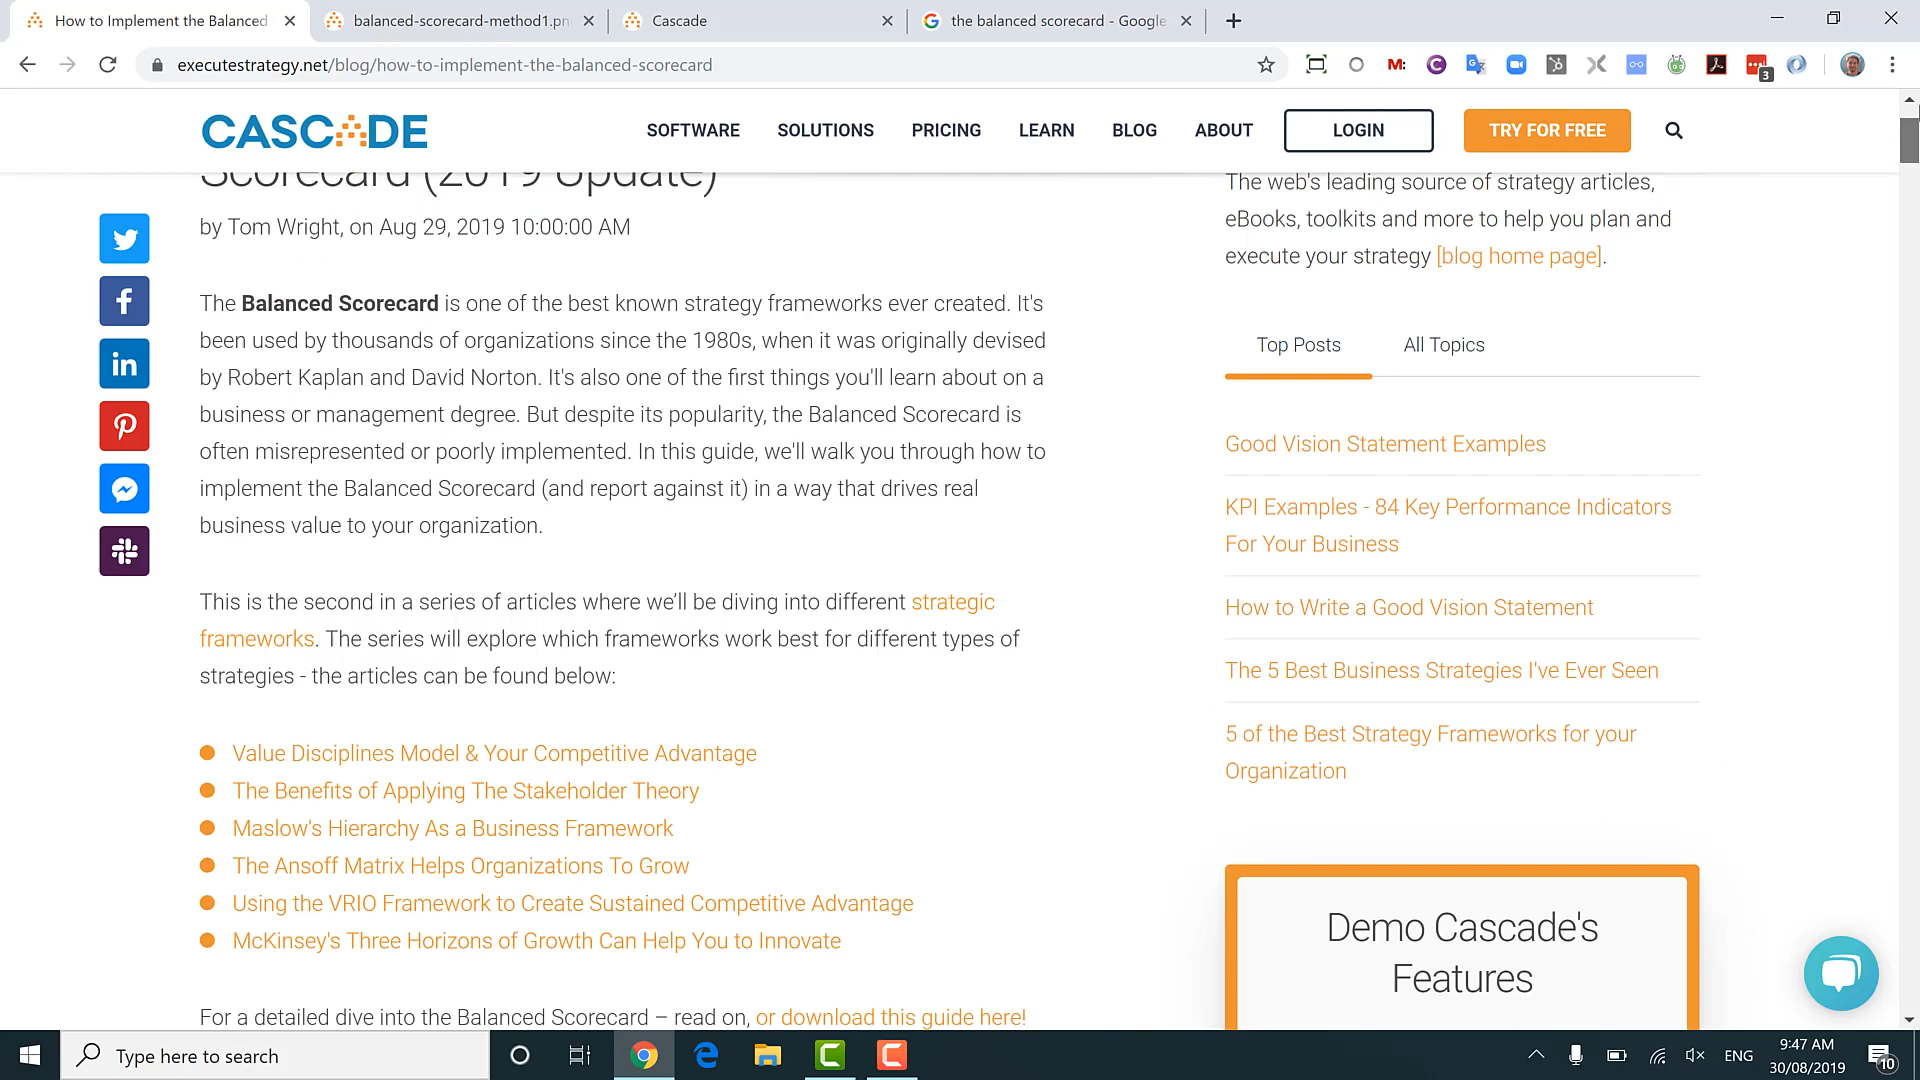 How to Implement the Balanced
balanced-scorecard-method1.pn
Cascade
the balanced scorecard - Google
executestrategy.net/blog/how-to-implement-the-balanced-scorecard
M:
3
CASCADE
SOFTWARE
SOLUTIONS
PRICING
LEARN
BLOG
ABOUT
LOGIN
TRY FOR FREE
Scorecard (2019 Update)
by Tom Wright, on Aug 29, 2019 10:00:00 AM
The Balanced Scorecard is one of the best known strategy frameworks ever created. It's
been used by thousands of organizations since the 1980s, when it was originally devised
by Robert Kaplan and David Norton. It's also one of the first things you'll learn about on a
business or management degree. But despite its popularity, the Balanced Scorecard is
often misrepresented or poorly implemented. In this guide, we'll walk you through how to
implement the Balanced Scorecard (and report against it) in a way that drives real
business value to your organization.
This is the second in a series of articles where we’ll be diving into different strategic
frameworks. The series will explore which frameworks work best for different types of
strategies - the articles can be found below:
Value Disciplines Model & Your Competitive Advantage
The Benefits of Applying The Stakeholder Theory
Maslow's Hierarchy As a Business Framework
The Ansoff Matrix Helps Organizations To Grow
Using the VRIO Framework to Create Sustained Competitive Advantage
McKinsey's Three Horizons of Growth Can Help You to Innovate
For a detailed dive into the Balanced Scorecard – read on, or download this guide here!
The web's leading source of strategy articles,
eBooks, toolkits and more to help you plan and
execute your strategy [blog home page].
Top Posts
All Topics
Good Vision Statement Examples
KPI Examples - 84 Key Performance Indicators
For Your Business
How to Write a Good Vision Statement
The 5 Best Business Strategies I've Ever Seen
5 of the Best Strategy Frameworks for your
Organization
Demo Cascade's
Features
Type here to search
ENG
9:47 AM
30/08/2019
10